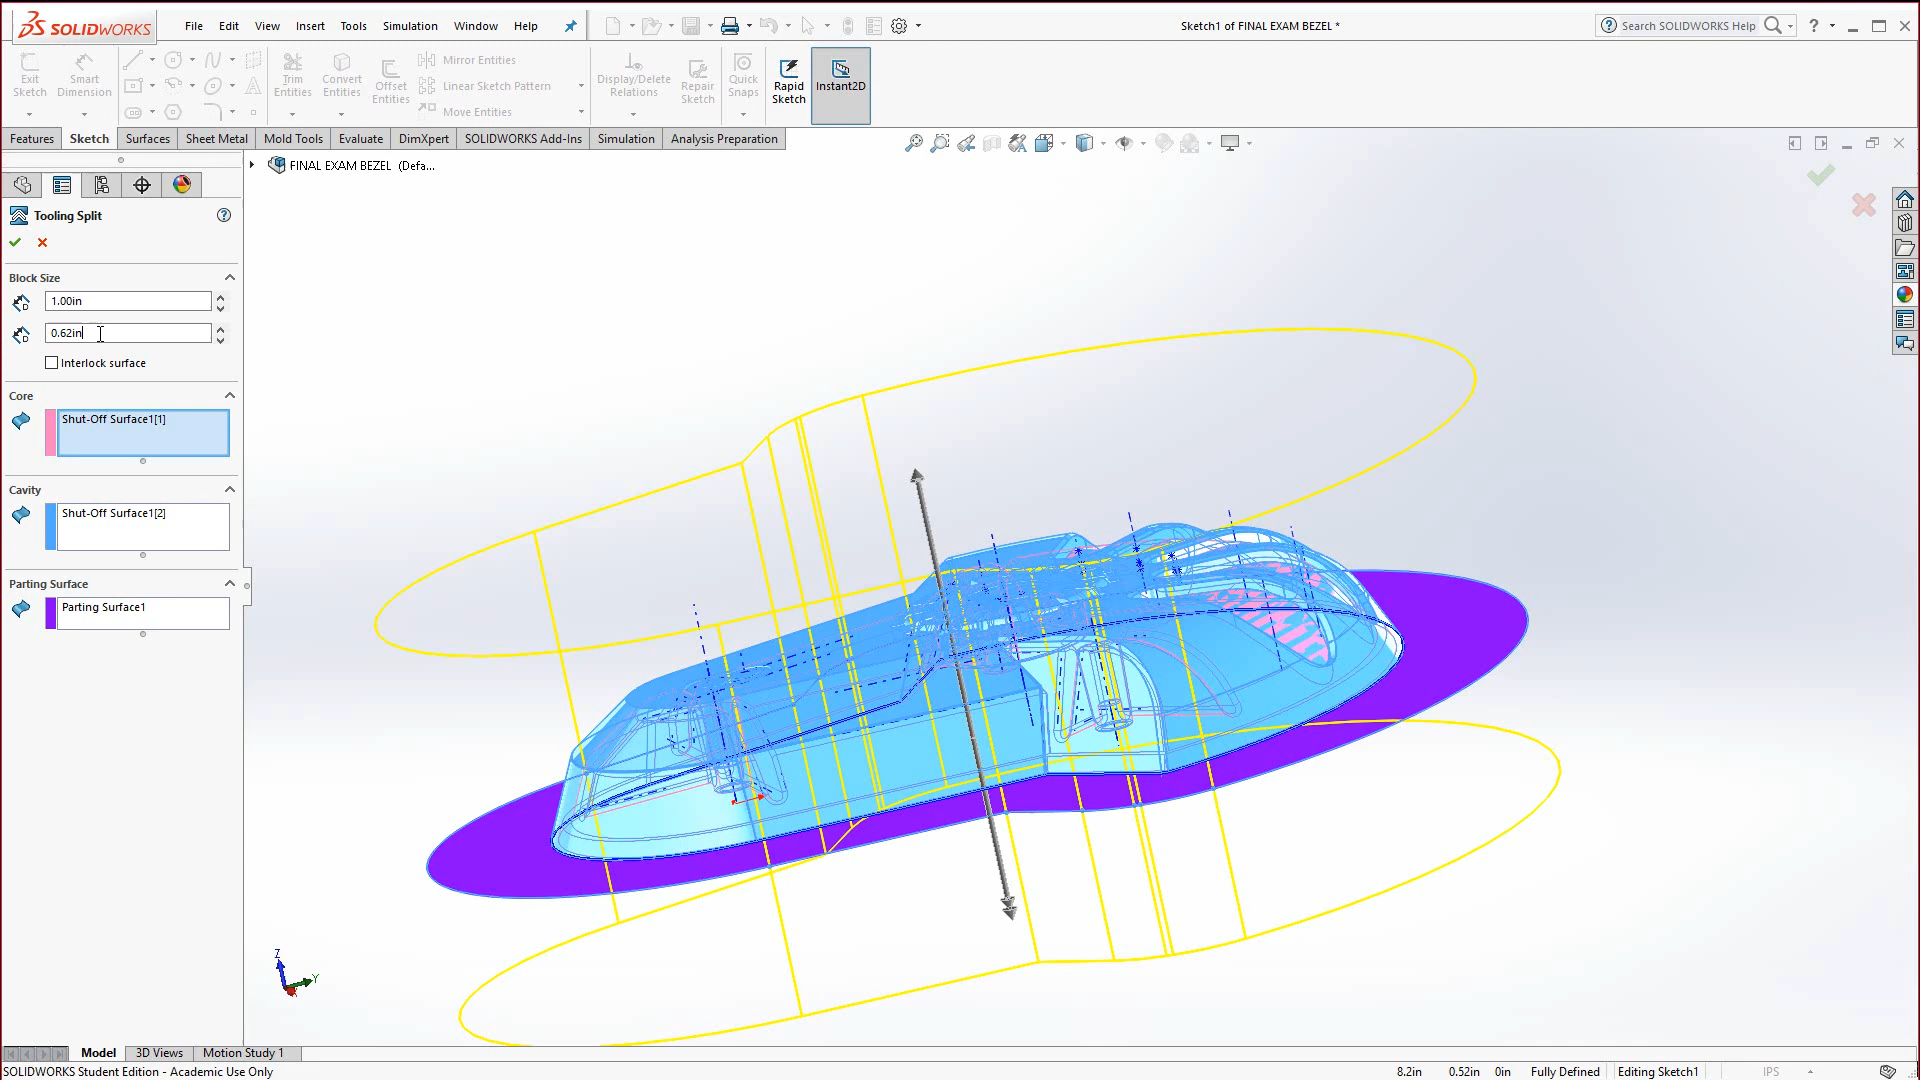 SOLIDWORKS
File Edit View Insert Tools Simulation Window Help
Sketch1 of FINAL EXAM BEZEL *
Search SOLIDWORKS Help
?
Exit Sketch
Smart Dimension
Trim Entities
Convert Entities
Offset Entities
Mirror Entities
Linear Sketch Pattern
Move Entities
Display/Delete Relations
Repair Sketch
Quick Snaps
Rapid Sketch
Instant2D
Features Sketch Surfaces Sheet Metal Mold Tools Evaluate DimXpert SOLIDWORKS Add-Ins Simulation Analysis Preparation
FINAL EXAM BEZEL (Defa...
Tooling Split
?
Block Size
D
1.00in
D
0.62in
Interlock surface
Core
Shut-Off Surface1[1]
Cavity
Shut-Off Surface1[2]
Parting Surface
Parting Surface1
Z
Y
Model 3D Views Motion Study 1
SOLIDWORKS Student Edition - Academic Use Only
8.2in 0.52in 0in Fully Defined Editing Sketch1 IPS